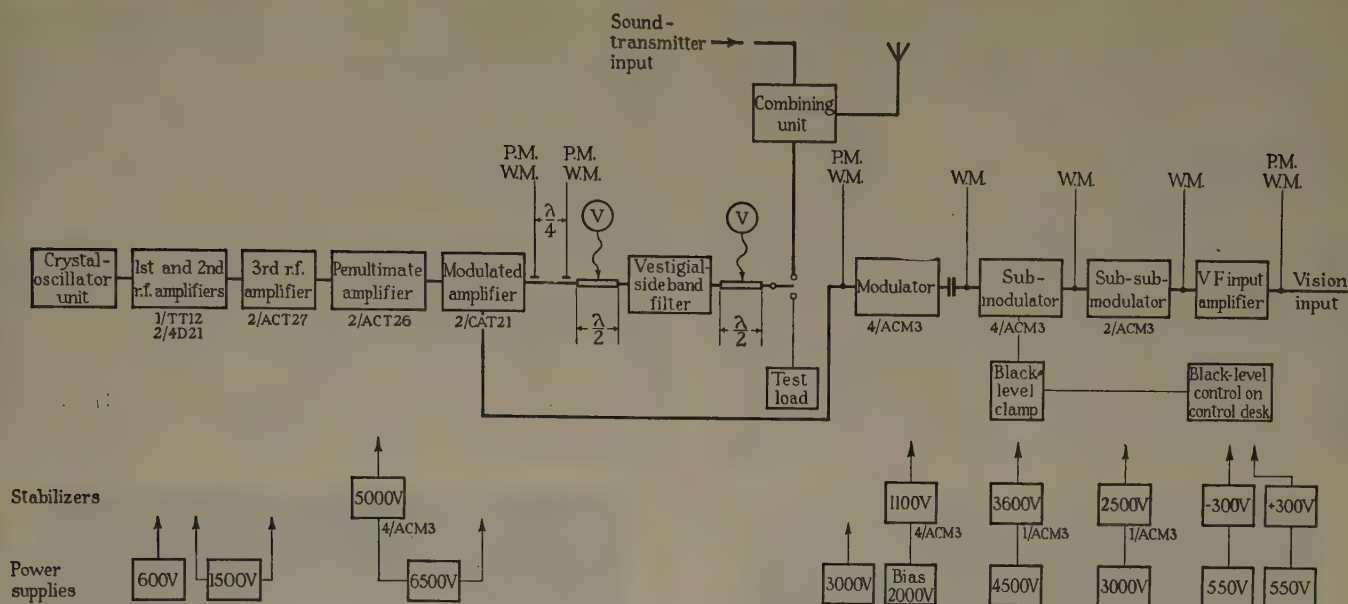 Sound-
transmitter
input
Combining
unit
P.M.
W.M.
P.M.
W.M.
λ/4
V
V
P.M.
W.M.
W.M.
W.M.
W.M.
P.M.
W.M.
Crystal-
oscillator
unit
1st and 2nd
r.f. amplifiers
1/TT12
2/4D21
3rd r.f.
amplifier
2/ACT27
Penultimate
amplifier
2/ACT26
Modulated
amplifier
2/CAT21
λ/2
Vestigial-
sideband
filter
λ/2
Modulator
4/ACM3
Sub-
modulator
4/ACM3
Sub-sub-
modulator
2/ACM3
V F input
amplifier
Vision
input
Test
load
Black-
level
clamp
Black-level
control on
control desk
Stabilizers
5000V
4/ACM3
1100V
4/ACM3
3600V
1/ACM3
2500V
1/ACM3
-300V
+300V
Power
supplies
600V
1500V
6500V
3000V
Bias
2000V
4500V
3000V
550V
550V